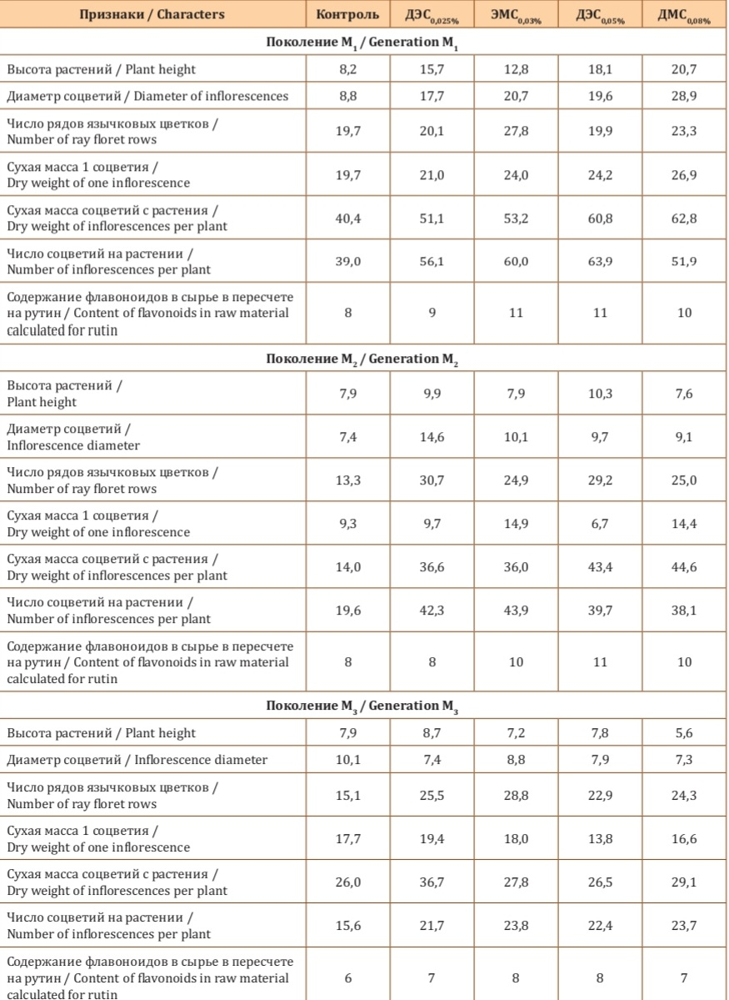 Признаки / Characters Контроль ДЭС0,025% ЭМС0,03% ДЭС0,05% ДМС0,08%
Поколение М1 / Generation M1
Высота растений / Plant height 8,2 15,7 12,8 18,1 20,7
Диаметр соцветий / Diameter of inflorescences 8,8 17,7 20,7 19,6 28,9
Число рядов язычковых цветков /
Number of ray floret rows 19,7 20,1 27,8 19,9 23,3
Сухая масса 1 соцветия /
Dry weight of one inflorescence 19,7 21,0 24,0 24,2 26,9
Сухая масса соцветий с растения /
Dry weight of inflorescences per plant 40,4 51,1 53,2 60,8 62,8
Число соцветий на растении /
Number of inflorescences per plant 39,0 56,1 60,0 63,9 51,9
Содержание флавоноидов в сырье в пересчете
на рутин / Content of flavonoids in raw material 8 9 11 11 10
calculated for rutin
Поколение М2 / Generation M2
Высота растений /
Plant height 7,9 9,9 7,9 10,3 7,6
Диаметр соцветий /
Inflorescence diameter 7,4 14,6 10,1 9,7 9,1
Число рядов язычковых цветков /
Number of ray floret rows 13,3 30,7 24,9 29,2 25,0
Сухая масса 1 соцветия /
Dry weight of one inflorescence 9,3 9,7 14,9 6,7 14,4
Сухая масса соцветий с растения /
Dry weight of inflorescences per plant 14,0 36,6 36,0 43,4 44,6
Число соцветий на растении /
Number of inflorescences per plant 19,6 42,3 43,9 39,7 38,1
Содержание флавоноидов в сырье в пересчете
на рутин / Content of flavonoids in raw material 8 8 10 11 10
calculated for rutin
Поколение М3 / Generation M3
Высота растений / Plant height 7,9 8,7 7,2 7,8 5,6
Диаметр соцветий / Inflorescence diameter 10,1 7,4 8,8 7,9 7,3
Число рядов язычковых цветков /
Number of ray floret rows 15,1 25,5 28,8 22,9 24,3
Сухая масса 1 соцветия /
Dry weight of one inflorescence 17,7 19,4 18,0 13,8 16,6
Сухая масса соцветий с растения /
Dry weight of inflorescences per plant 26,0 36,7 27,8 26,5 29,1
Число соцветий на растении /
Number of inflorescences per plant 15,6 21,7 23,8 22,4 23,7
Содержание флавоноидов в сырье в пересчете
на рутин / Content of flavonoids in raw material 6 7 8 8 7
calculated for rutin